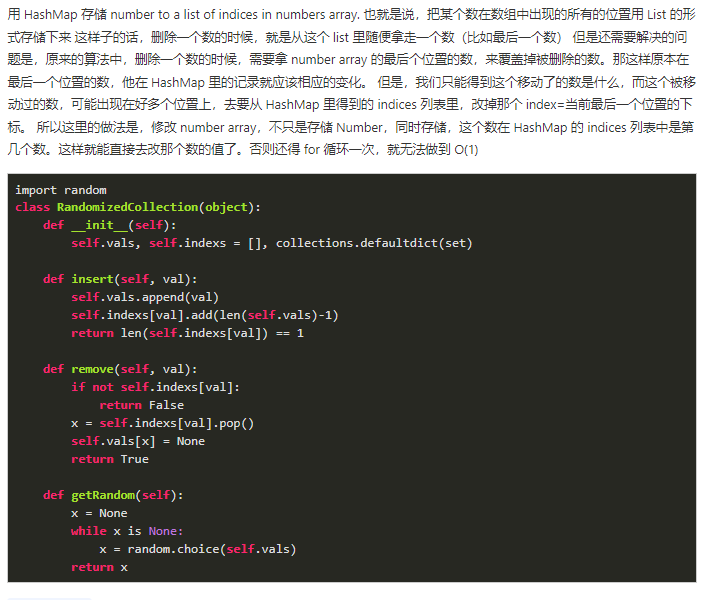 用 HashMap 存储 number to a list of indices in numbers array. 也就是说，把某个数在数组中出现的所有的位置用 List 的形
式存储下来 这样子的话，删除一个数的时候，就是从这个 list 里随便拿走一个数（比如最后一个数） 但是还需要解决的问
题是，原来的算法中，删除一个数的时候，需要拿 number array 的最后个位置的数，来覆盖掉被删除的数。那这样原本在
最后一个位置的数，他在 HashMap 里的记录就应该相应的变化。 但是，我们只能得到这个移动了的数是什么，而这个被移
动过的数，可能出现在好多个位置上，去要从 HashMap 里得到的 indices 列表里，改掉那个 index=当前最后一个位置的下
标。 所以这里的做法是，修改 number array，不只是存储 Number，同时存储，这个数在 HashMap 的 indices 列表中是第
几个数。这样就能直接去改那个数的值了。否则还得 for 循环一次，就无法做到 O(1)
import random
class RandomizedCollection(object):
    def __init__(self):
        self.vals, self.indexs = [], collections.defaultdict(set)

    def insert(self, val):
        self.vals.append(val)
        self.indexs[val].add(len(self.vals)-1)
        return len(self.indexs[val]) == 1

    def remove(self, val):
        if not self.indexs[val]:
            return False
        x = self.indexs[val].pop()
        self.vals[x] = None
        return True

    def getRandom(self):
        x = None
        while x is None:
            x = random.choice(self.vals)
        return x